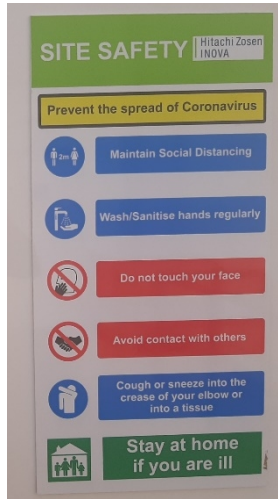 SITE SAFETY
Hitachi Zosen
INOVA
Prevent the spread of Coronavirus
2m
Maintain Social Distancing
Wash/Sanitise hands regularly
Do not touch your face
Avoid contact with others
Cough or sneeze into the
crease of your elbow or
into a tissue
Stay at home
if you are ill